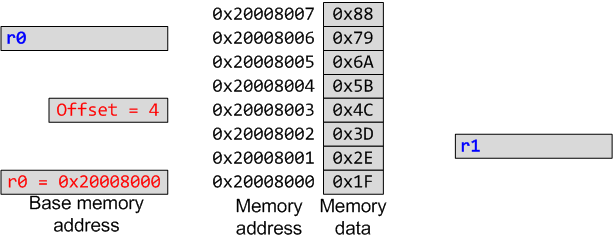 0x20008007 0x88
r0 0x20008006 0x79
0x20008005 0x6A
0x20008004 0x5B
Offset = 4 0x20008003 0x4C
0x20008002 0x3D
r1
0x20008001 0x2E
r0 = 0x20008000 0x20008000 0x1F
Base memory address
Memory address
Memory data